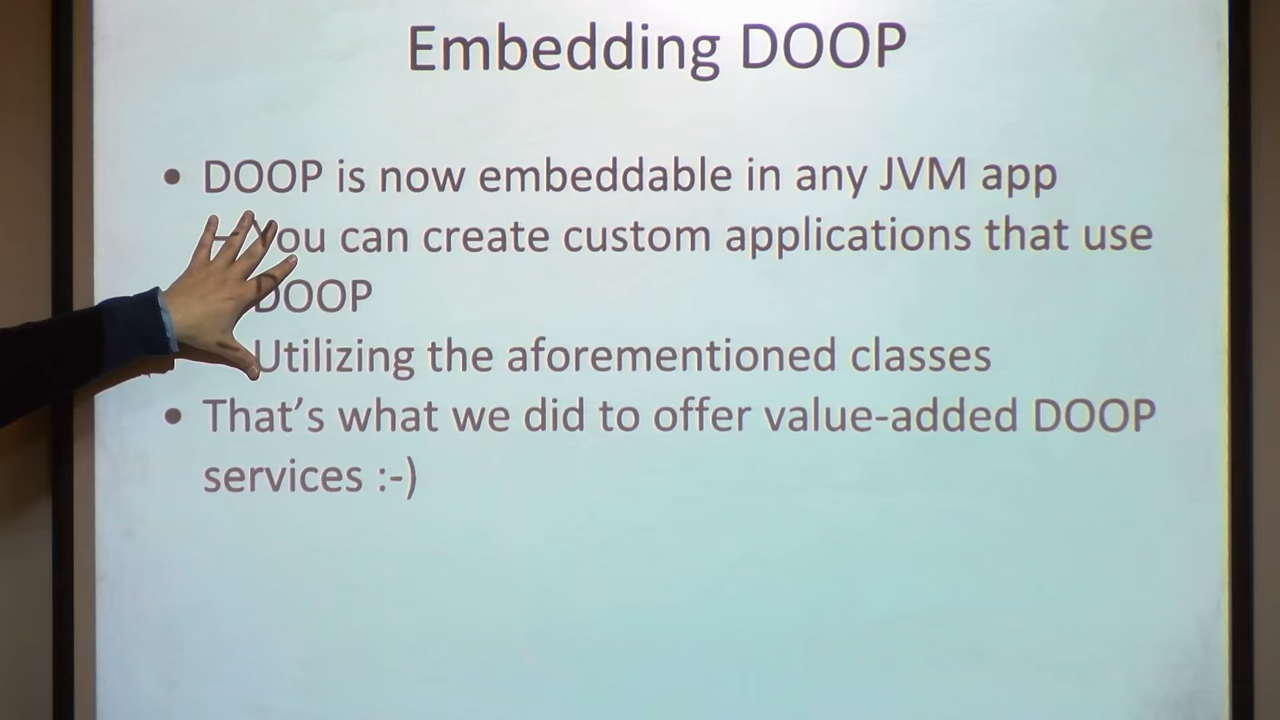 Embedding DOOP
• DOOP is now embeddable in any JVM app
– You can create custom applications that use
DOOP
Utilizing the aforementioned classes
• That's what we did to offer value-added DOOP
services :-)